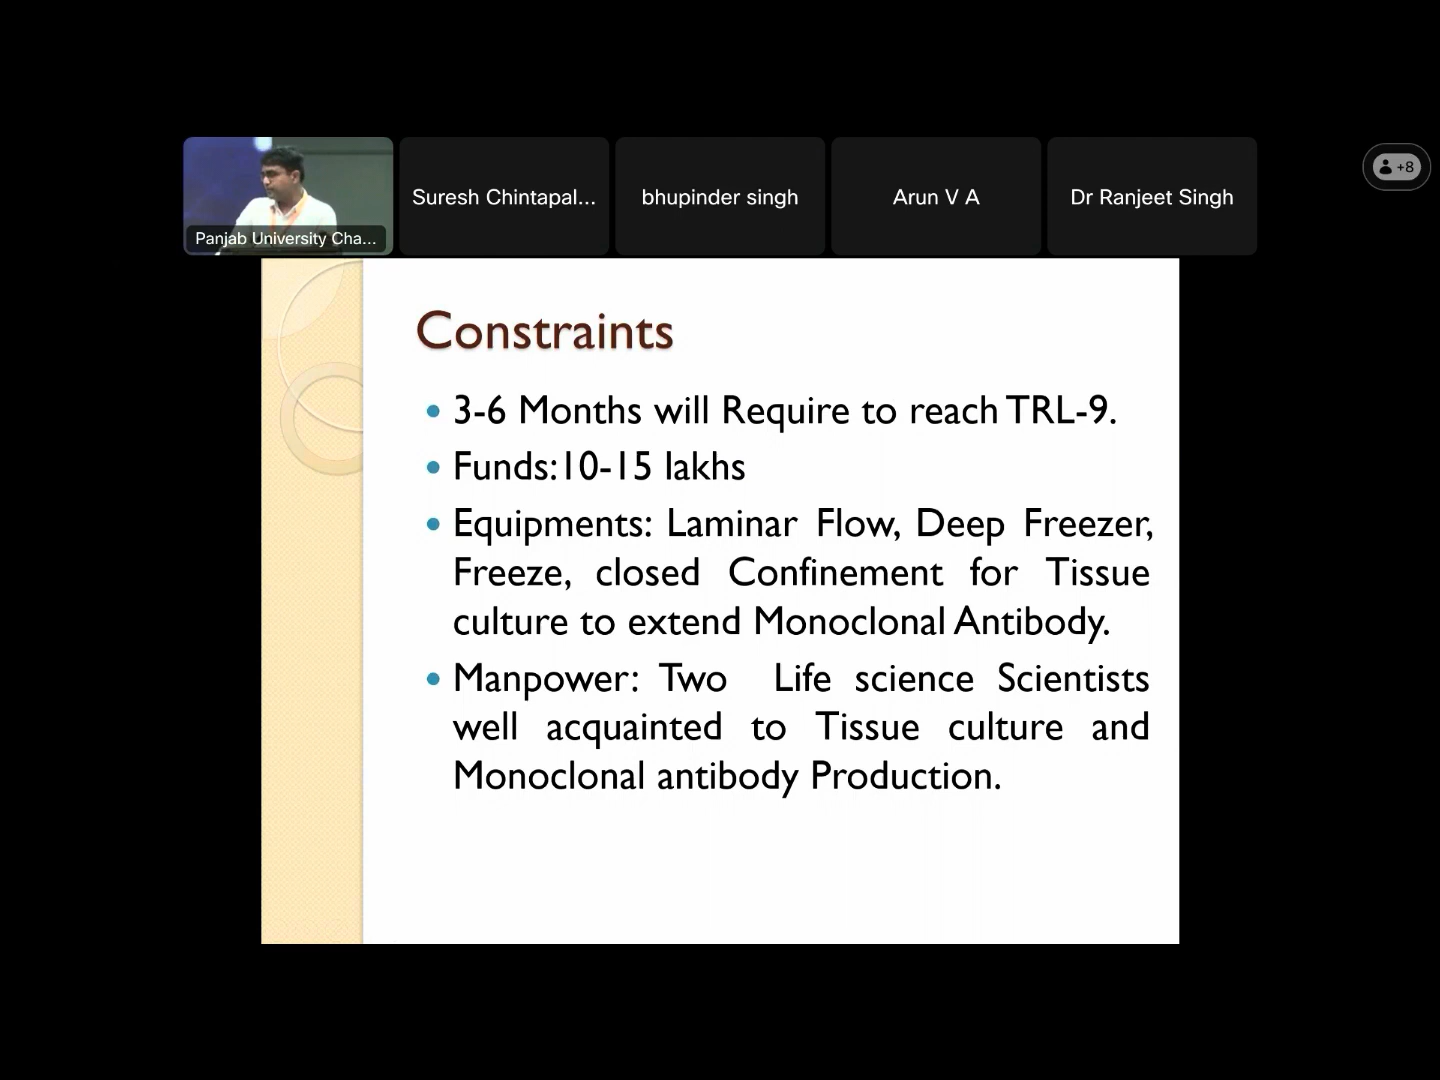 Panjab University Cha...
Suresh Chintapal...
bhupinder singh
Arun V A
Dr Ranjeet Singh
+8
Constraints
• 3-6 Months will Require to reach TRL-9.
• Funds:10-15 lakhs
• Equipments: Laminar Flow, Deep Freezer,
Freeze, closed Confinement for Tissue
culture to extend Monoclonal Antibody.
• Manpower: Two Life science Scientists
well acquainted to Tissue culture and
Monoclonal antibody Production.